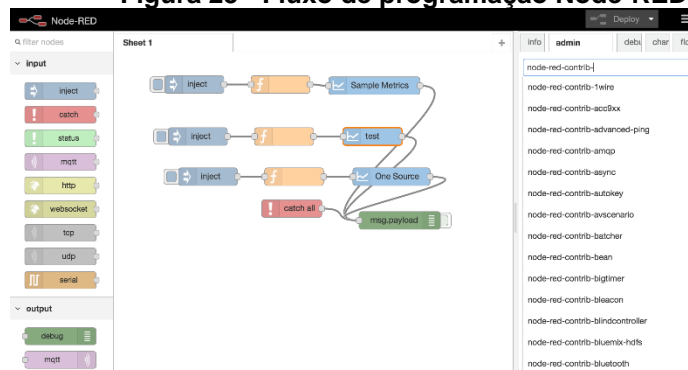 Figura 29 - Fluxo de programação Node-RED
Node-RED
Deploy
filter nodes
Sheet 1
+
info
admin
debu
char
flo
input
inject
catch
status
mqtt
http
websocket
tcp
udp
serial
output
debug
mqtt
inject
f
Sample Metrics
inject
f
test
inject
f
One Source
catch all
msg.payload
node-red-contrib-
node-red-contrib-1wire
node-red-contrib-acc9xx
node-red-contrib-advanced-ping
node-red-contrib-amqp
node-red-contrib-async
node-red-contrib-autokey
node-red-contrib-avscenario
node-red-contrib-batcher
node-red-contrib-bean
node-red-contrib-bigtimer
node-red-contrib-bleacon
node-red-contrib-blindcontroller
node-red-contrib-bluemix-hdfs
node-red-contrib-bluetooth